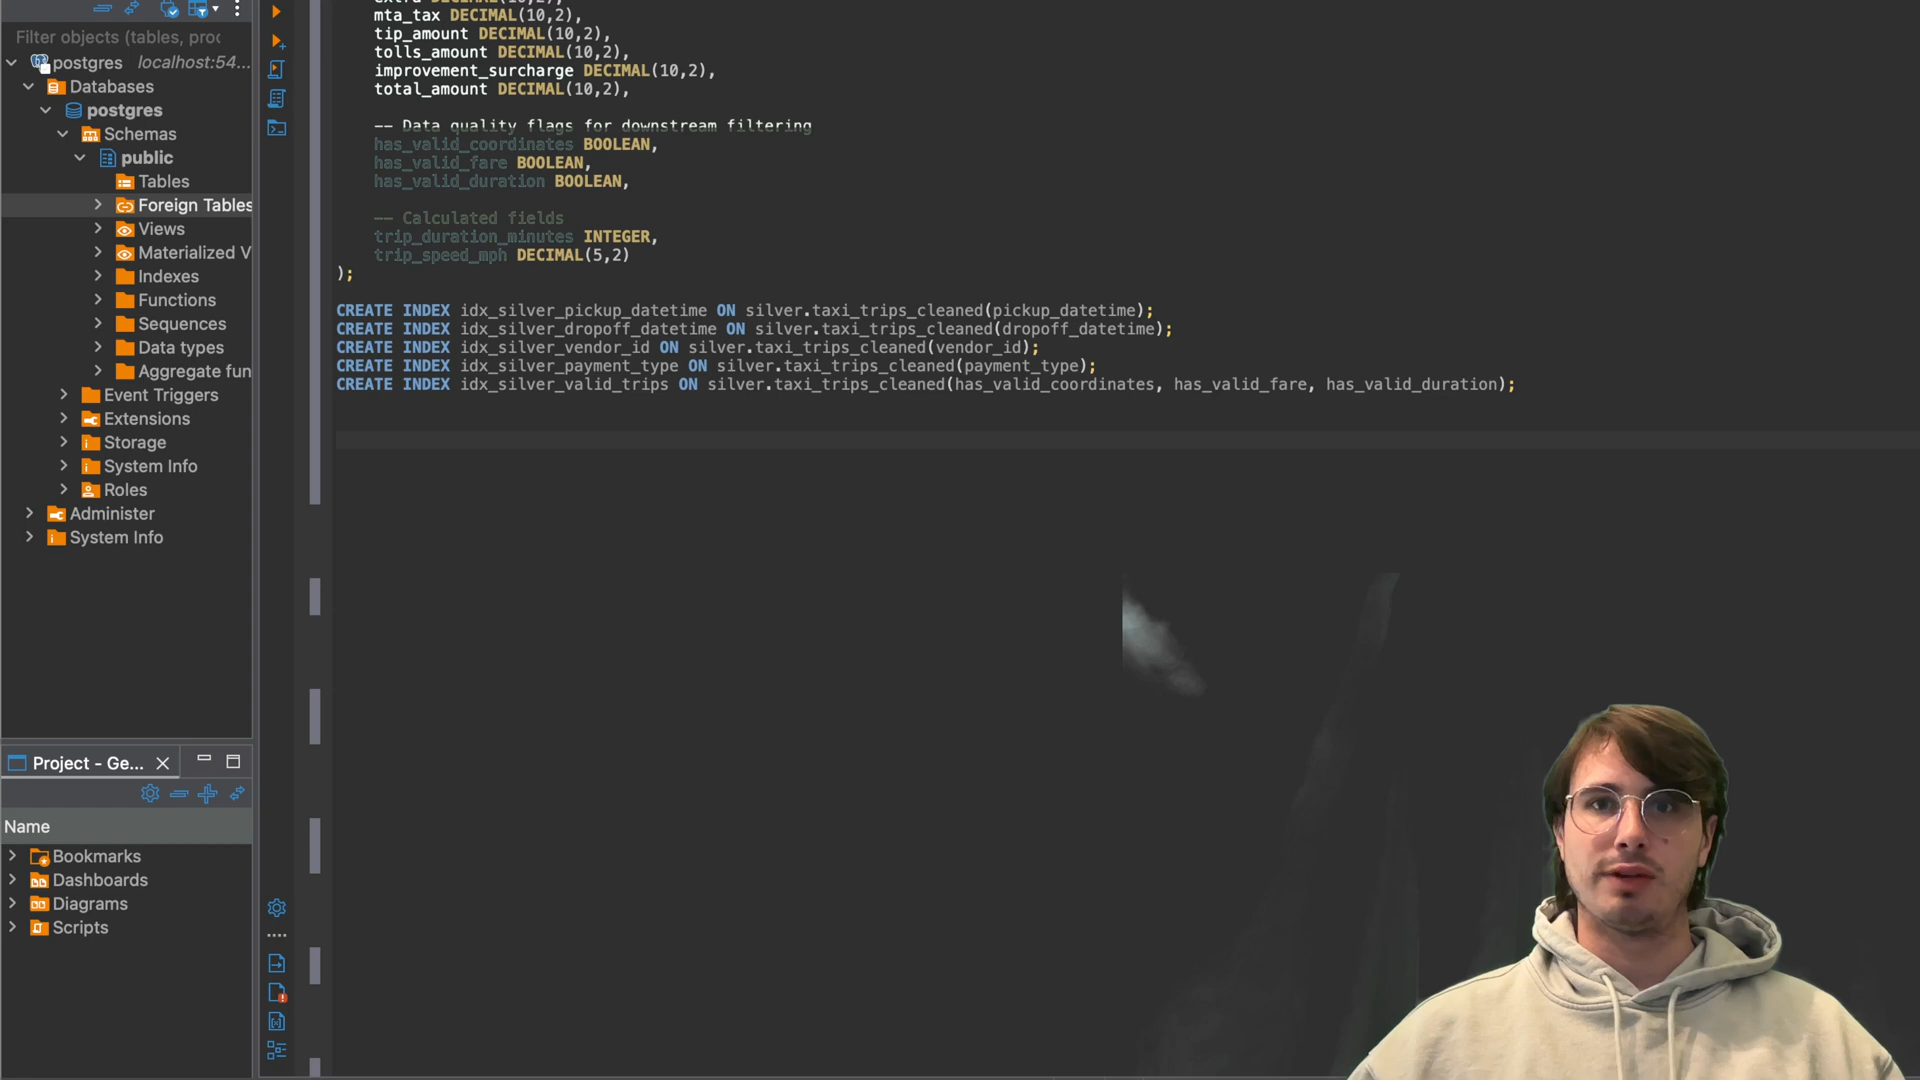 Filter objects (tables, proc
postgres localhost:54...
Databases
postgres
Schemas
public
Tables
Foreign Tables
Views
Materialized V
Indexes
Functions
Sequences
Data types
Aggregate fun
Event Triggers
Extensions
Storage
System Info
Roles
Administer
System Info
Project - Ge...
Name
Bookmarks
Dashboards
Diagrams
Scripts
extra DECIMAL(10,2),
mta_tax DECIMAL(10,2),
tip_amount DECIMAL(10,2),
tolls_amount DECIMAL(10,2),
improvement_surcharge DECIMAL(10,2),
total_amount DECIMAL(10,2),
-- Data quality flags for downstream filtering
has_valid_coordinates BOOLEAN,
has_valid_fare BOOLEAN,
has_valid_duration BOOLEAN,
-- Calculated fields
trip_duration_minutes INTEGER,
trip_speed_mph DECIMAL(5,2)
);
CREATE INDEX idx_silver_pickup_datetime ON silver.taxi_trips_cleaned(pickup_datetime);
CREATE INDEX idx_silver_dropoff_datetime ON silver.taxi_trips_cleaned(dropoff_datetime);
CREATE INDEX idx_silver_vendor_id ON silver.taxi_trips_cleaned(vendor_id);
CREATE INDEX idx_silver_payment_type ON silver.taxi_trips_cleaned(payment_type);
CREATE INDEX idx_silver_valid_trips ON silver.taxi_trips_cleaned(has_valid_coordinates, has_valid_fare, has_valid_duration);